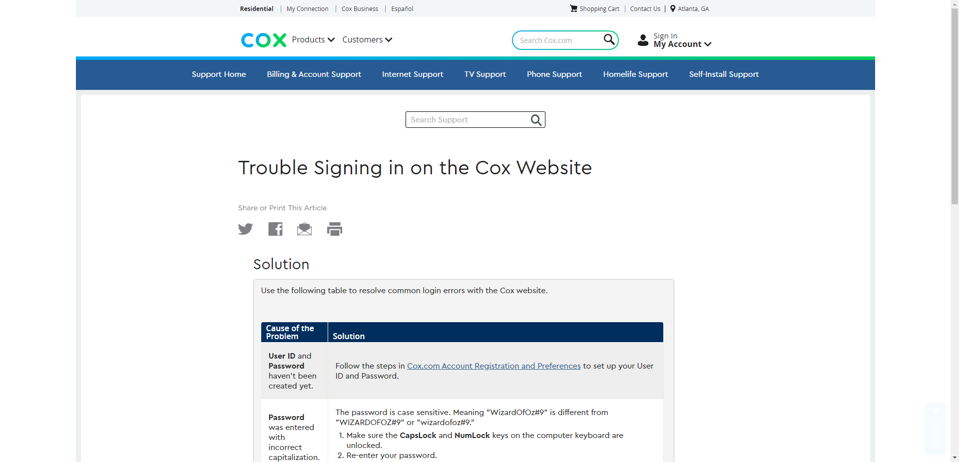 Residential | My Connection | Cox Business | Español
Shopping Cart | Contact Us | Atlanta, GA
COX Products Customers
Search Cox.com
Sign In
My Account
Support Home Billing & Account Support Internet Support TV Support Phone Support Homelife Support Self-Install Support
Search Support
Trouble Signing in on the Cox Website
Share or Print This Article
Solution
Use the following table to resolve common login errors with the Cox website.
Cause of the
Problem
Solution
User ID and
Password
haven't been
created yet.
Follow the steps in Cox.com Account Registration and Preferences to set up your User
ID and Password.
Password
was entered
with
incorrect
capitalization.
The password is case sensitive. Meaning "WizardOfOz#9" is different from
"WIZARDOFOZ#9" or "wizardofoz#9."
1. Make sure the CapsLock and NumLock keys on the computer keyboard are
unlocked.
2. Re-enter your password.